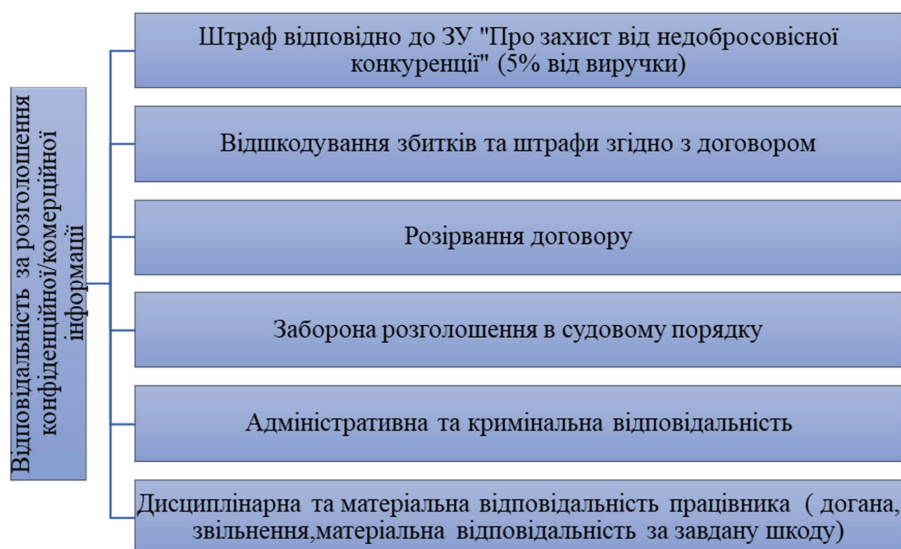 Відповідальність за розголошення
конфіденційної/комерційної
інформації
Штраф відповідно до ЗУ "Про захист від недобросовісної
конкуренції" (5% від виручки)
Відшкодування збитків та штрафи згідно з договором
Розірвання договору
Заборона розголошення в судовому порядку
Адміністративна та кримінальна відповідальність
Дисциплінарна та матеріальна відповідальність працівника ( догана,
звільнення,матеріальна відповідальність за завдану шкоду)